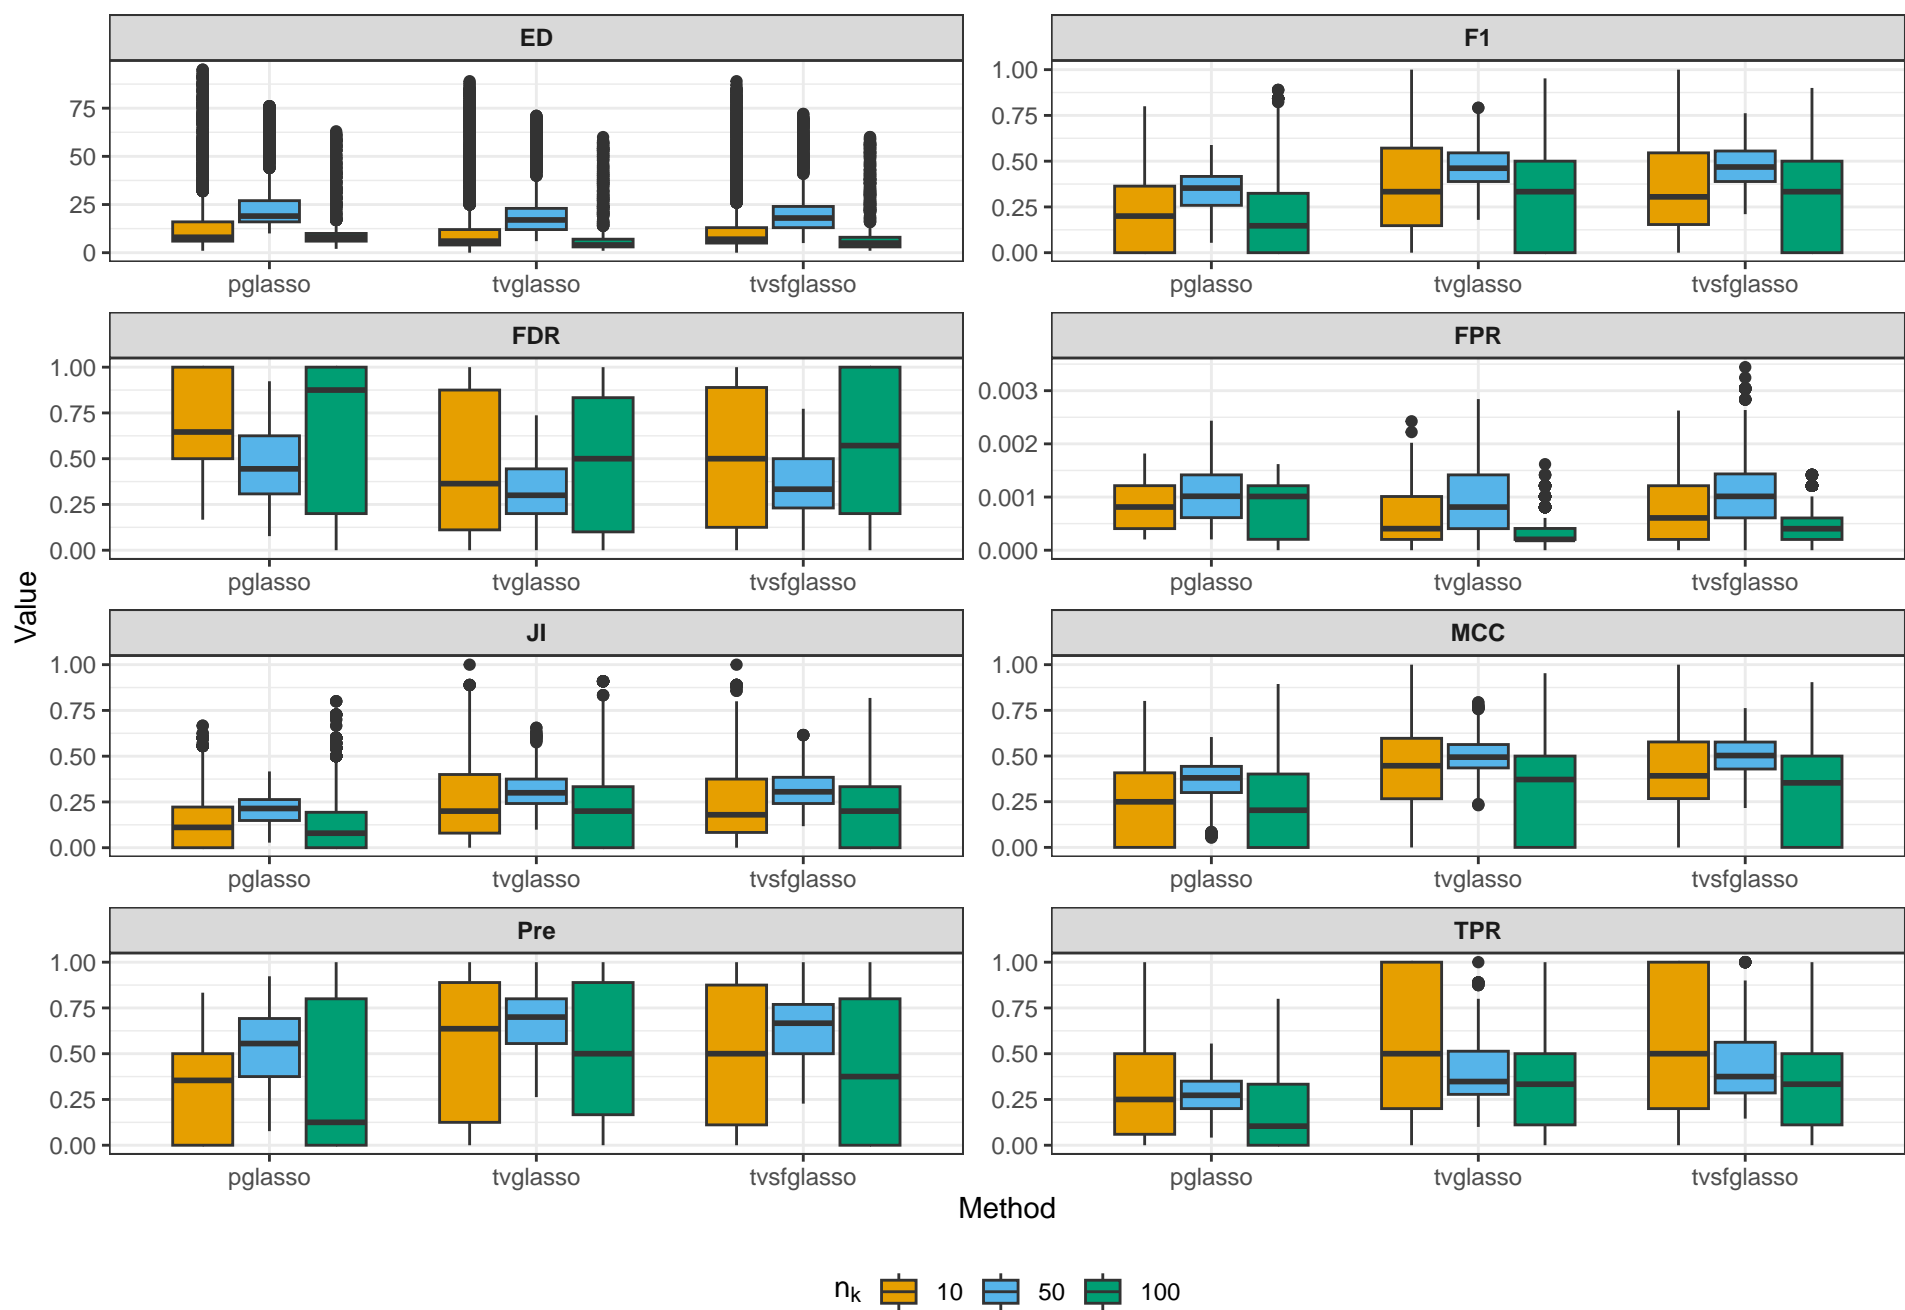 ED
F1
75
50
25
0
pglasso
tvglasso
tvsfglasso
1.00
0.75
0.50
0.25
0.00
pglasso
tvglasso
tvsfglasso
FDR
FPR
1.00
0.75
0.50
0.25
0.00
pglasso
tvglasso
tvsfglasso
0.003
0.002
0.001
0.000
pglasso
tvglasso
tvsfglasso
Value
JI
MCC
1.00
0.75
0.50
0.25
0.00
pglasso
tvglasso
tvsfglasso
1.00
0.75
0.50
0.25
0.00
pglasso
tvglasso
tvsfglasso
Pre
TPR
1.00
0.75
0.50
0.25
0.00
pglasso
tvglasso
tvsfglasso
1.00
0.75
0.50
0.25
0.00
pglasso
tvglasso
tvsfglasso
Method
nk 10 50 100